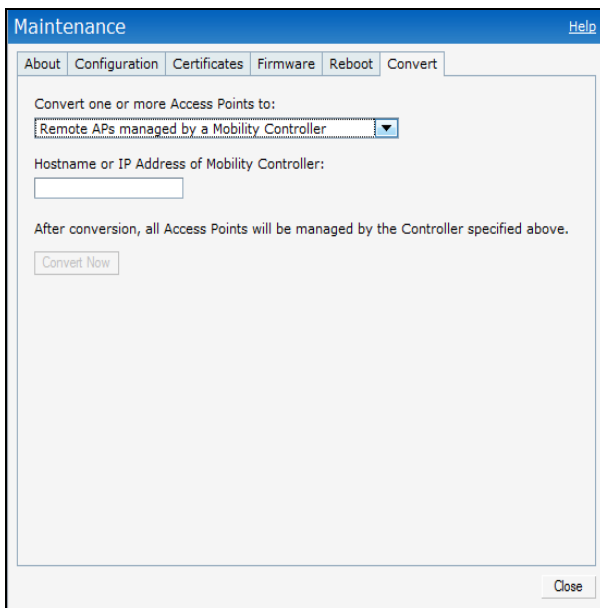 Maintenance Help
About Configuration Certificates Firmware Reboot Convert
Convert one or more Access Points to:
Remote APs managed by a Mobility Controller
Hostname or IP Address of Mobility Controller:
After conversion, all Access Points will be managed by the Controller specified above.
Convert Now
Close